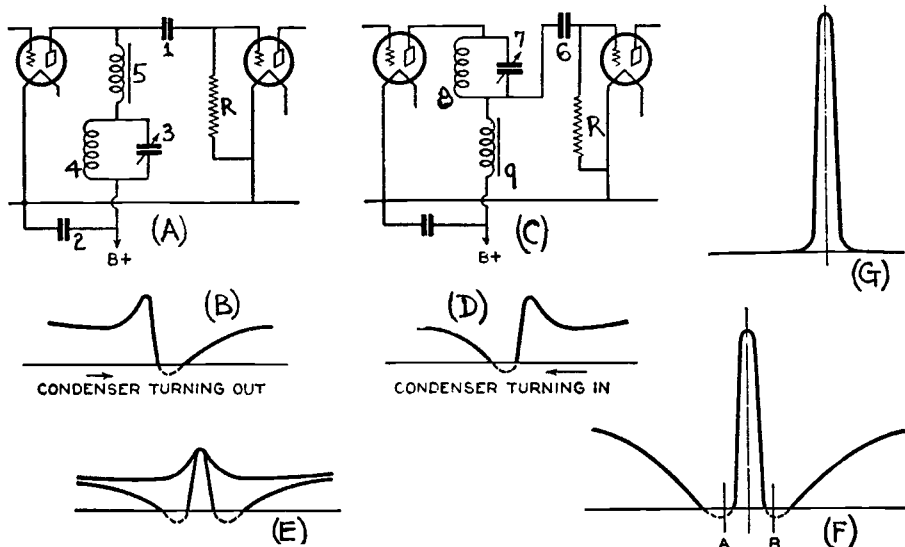 1
5
R
3
4
2
(A)
B+
7
6
8
R
9
(C)
B+
(G)
(B)
CONDENSER TURNING OUT
(D)
CONDENSER TURNING IN
(E)
A
B
(F)